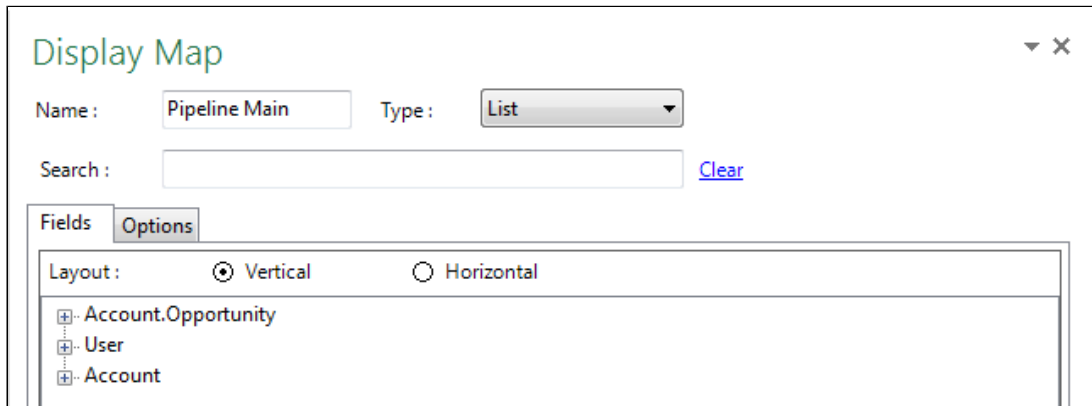 Display Map
Name : Pipeline Main Type : List
Search : Clear
Fields Options
Layout : Vertical Horizontal
Account.Opportunity
User
Account